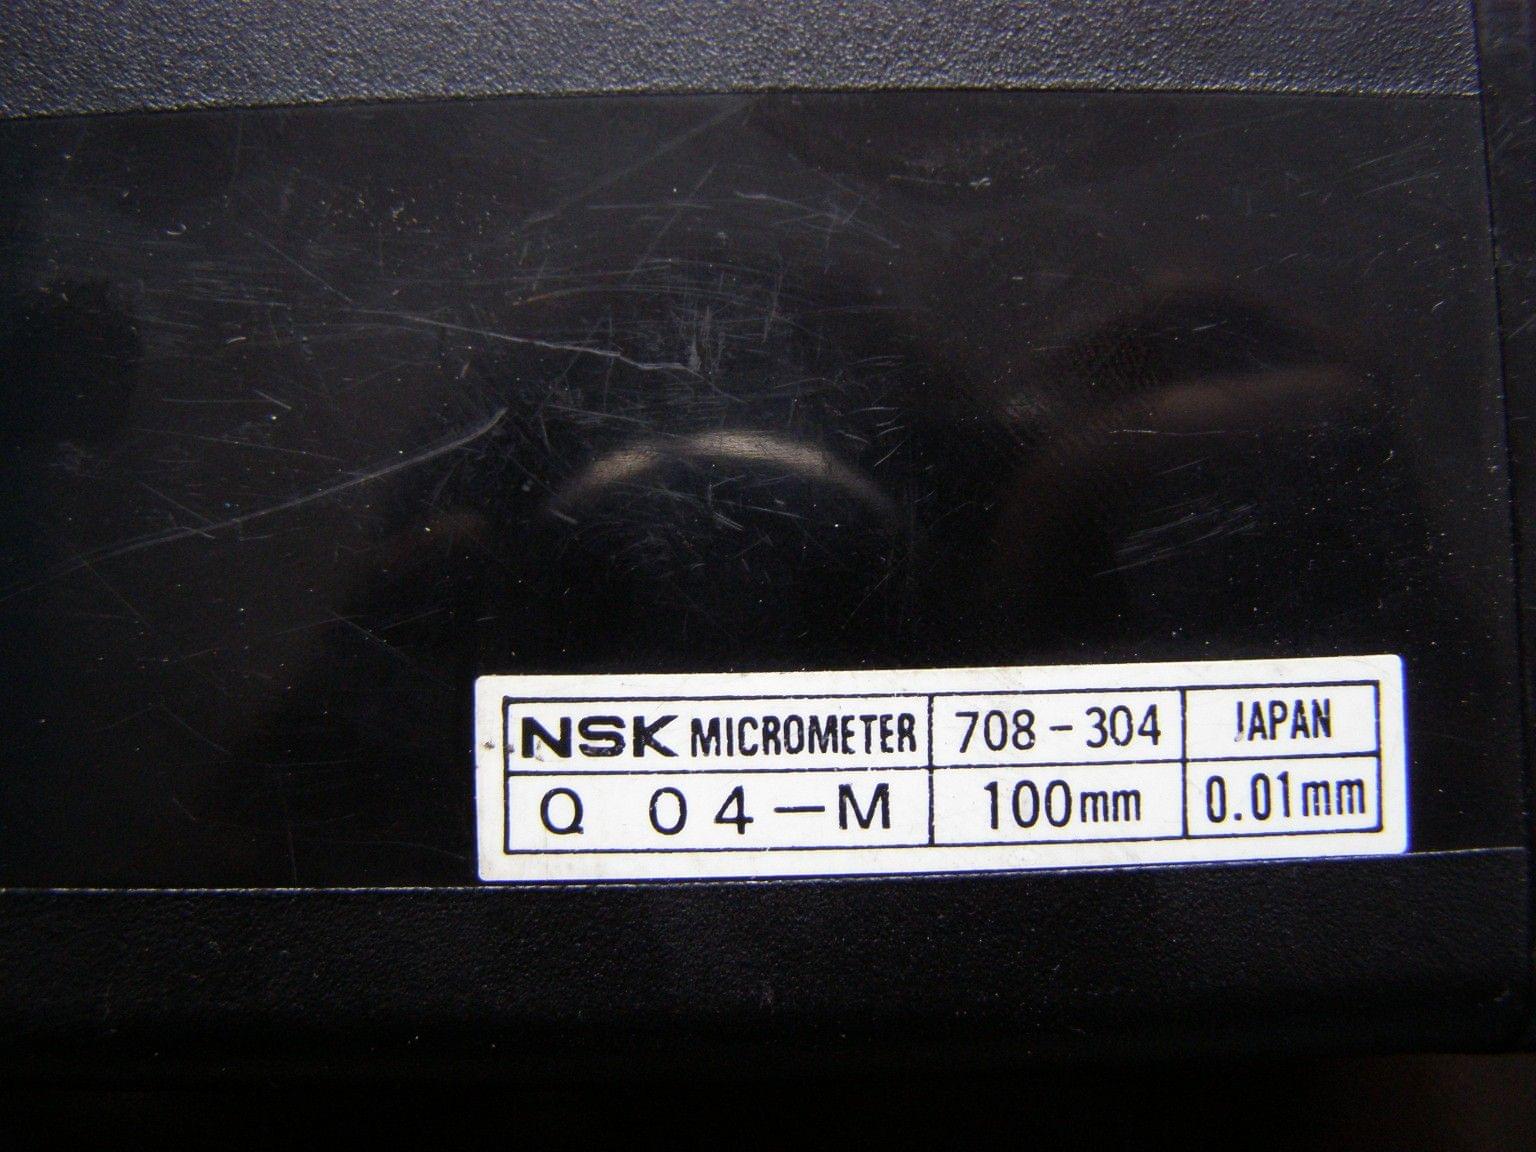 NSK MICROMETER 708-304 JAPAN
Q 04-M 100mm 0.01mm